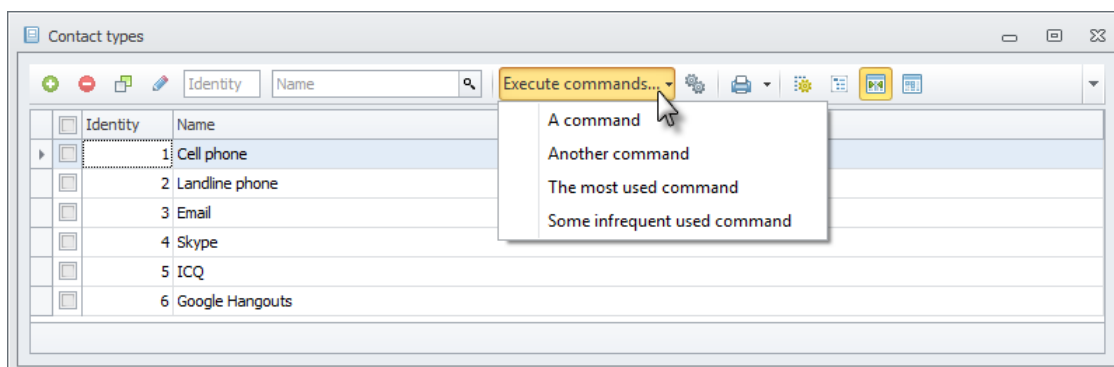 Contact types
Identity Name Execute commands...
A command
Another command
The most used command
Some infrequent used command
Identity Name
1 Cell phone
2 Landline phone
3 Email
4 Skype
5 ICQ
6 Google Hangouts